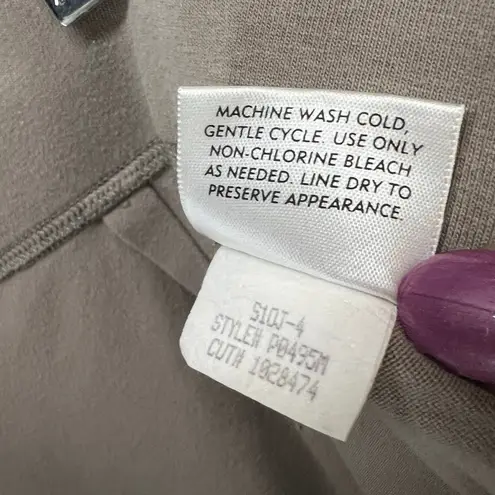 MACHINE WASH COLD,
GENTLE CYCLE. USE ONLY
NON-CHLORINE BLEACH
AS NEEDED. LINE DRY TO
PRESERVE APPEARANCE.
S1QJ-4
STYLE# P0495M
CUT# 1028474